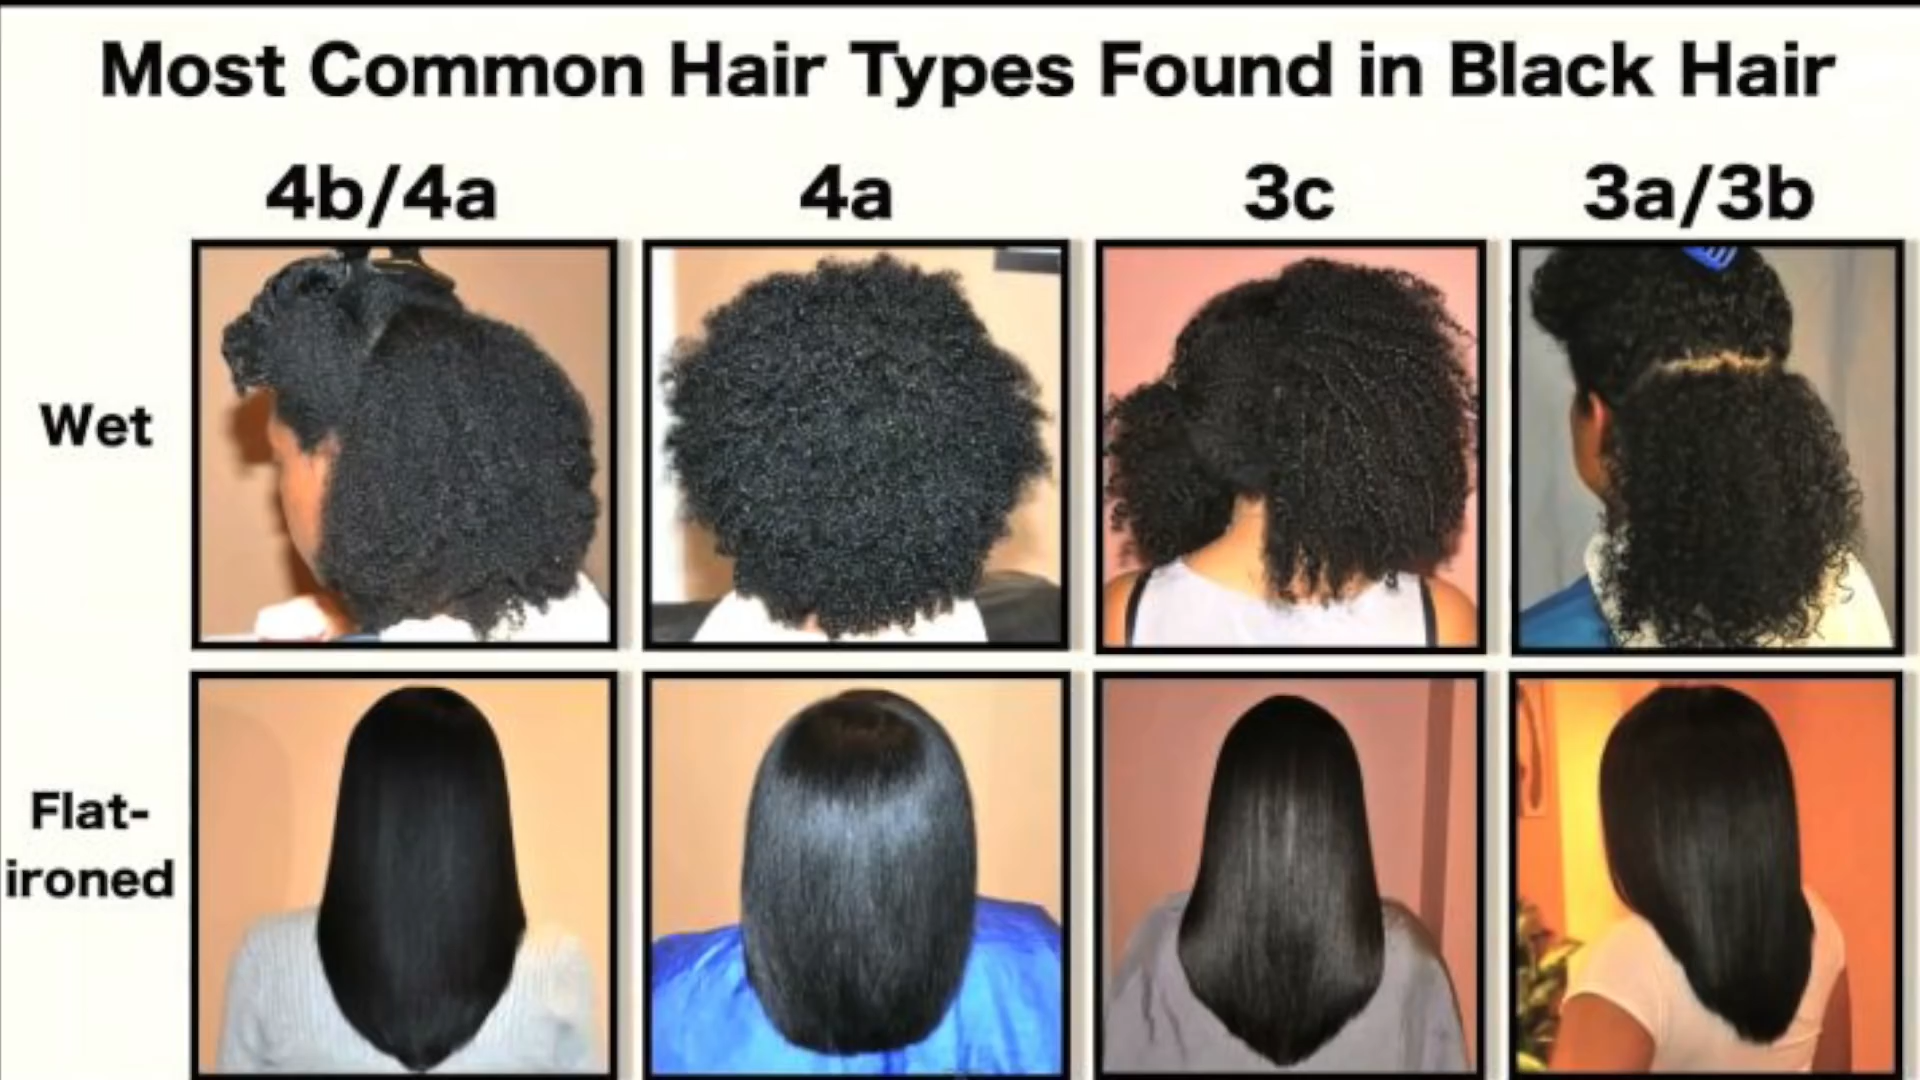 Most Common Hair Types Found in Black Hair
4b/4a
4a
3c
3a/3b
Wet
Flat-
ironed